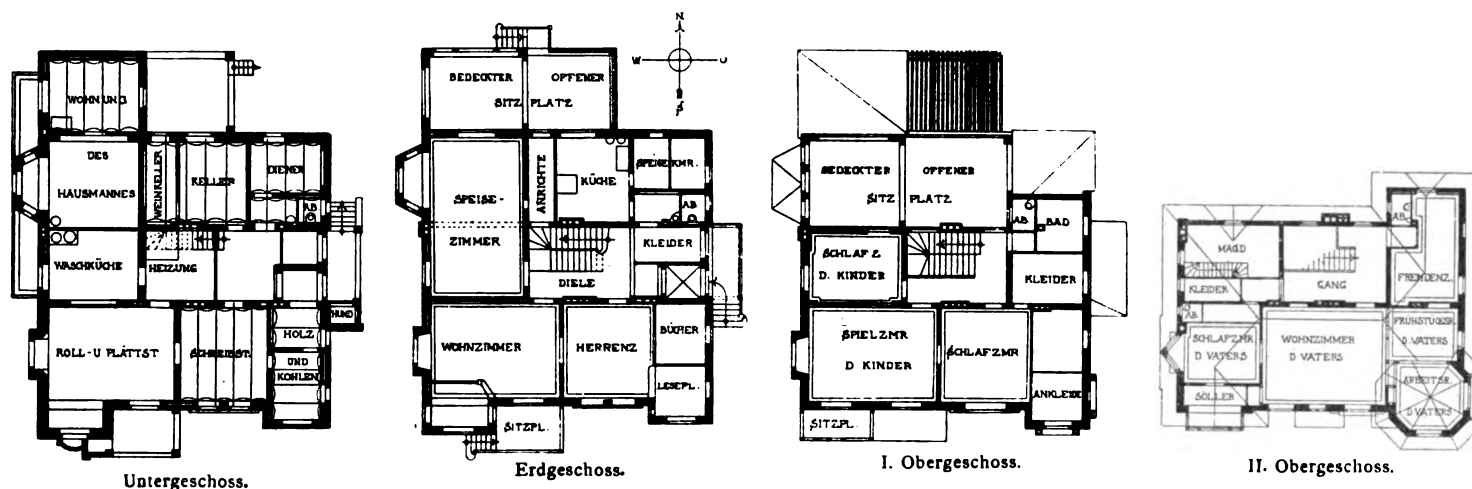 WOHNUNG
DES
HAUSMANNES
WEINKELLER
KELLER
DIENER
AB
WASCHKÜCHE
HEIZUNG
HUND
ROLL-U PLÄTTST
SCHREIBST.
HOLZ
UND
KOHLEN
Untergeschoss.
N
W
O
S
BEDECKTER
OFFENER
SITZ PLATZ
SPEISE-
ZIMMER
ANRICHTE
KÜCHE
SPEISEKMR.
AB
KLEIDER
DIELE
WOHNZIMMER
HERRENZ
BÜCHER
LESEPL.
SITZPL.
Erdgeschoss.
BEDECKTER
OFFENER
SITZ PLATZ
AB
BAD
SCHLAFZ
D. KINDER
KLEIDER
SPIELZMR
D KINDER
SCHLAFZMR
ANKLEIDE
SITZPL.
I. Obergeschoss.
MAGD
AB
KLEIDER
GANG
FREMDENZ.
AB
SCHLAFZMR
D VATERS
WOHNZIMMER
D VATERS
FRÜHSTÜCKSR.
D. VATERS
ARBEITSR.
D. VATERS
SÖLLER
II. Obergeschoss.